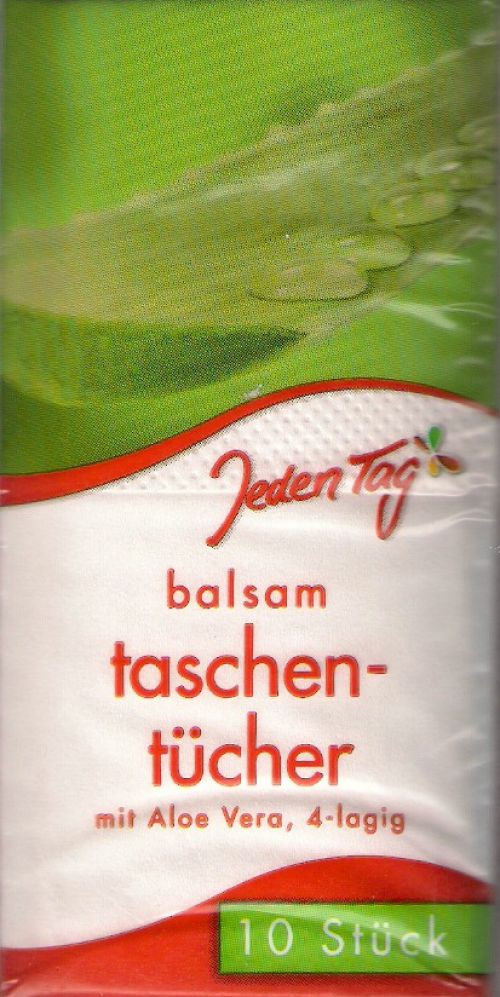 Jeden Tag
balsam
taschen-
tücher
mit Aloe Vera, 4-lagig
10 Stück